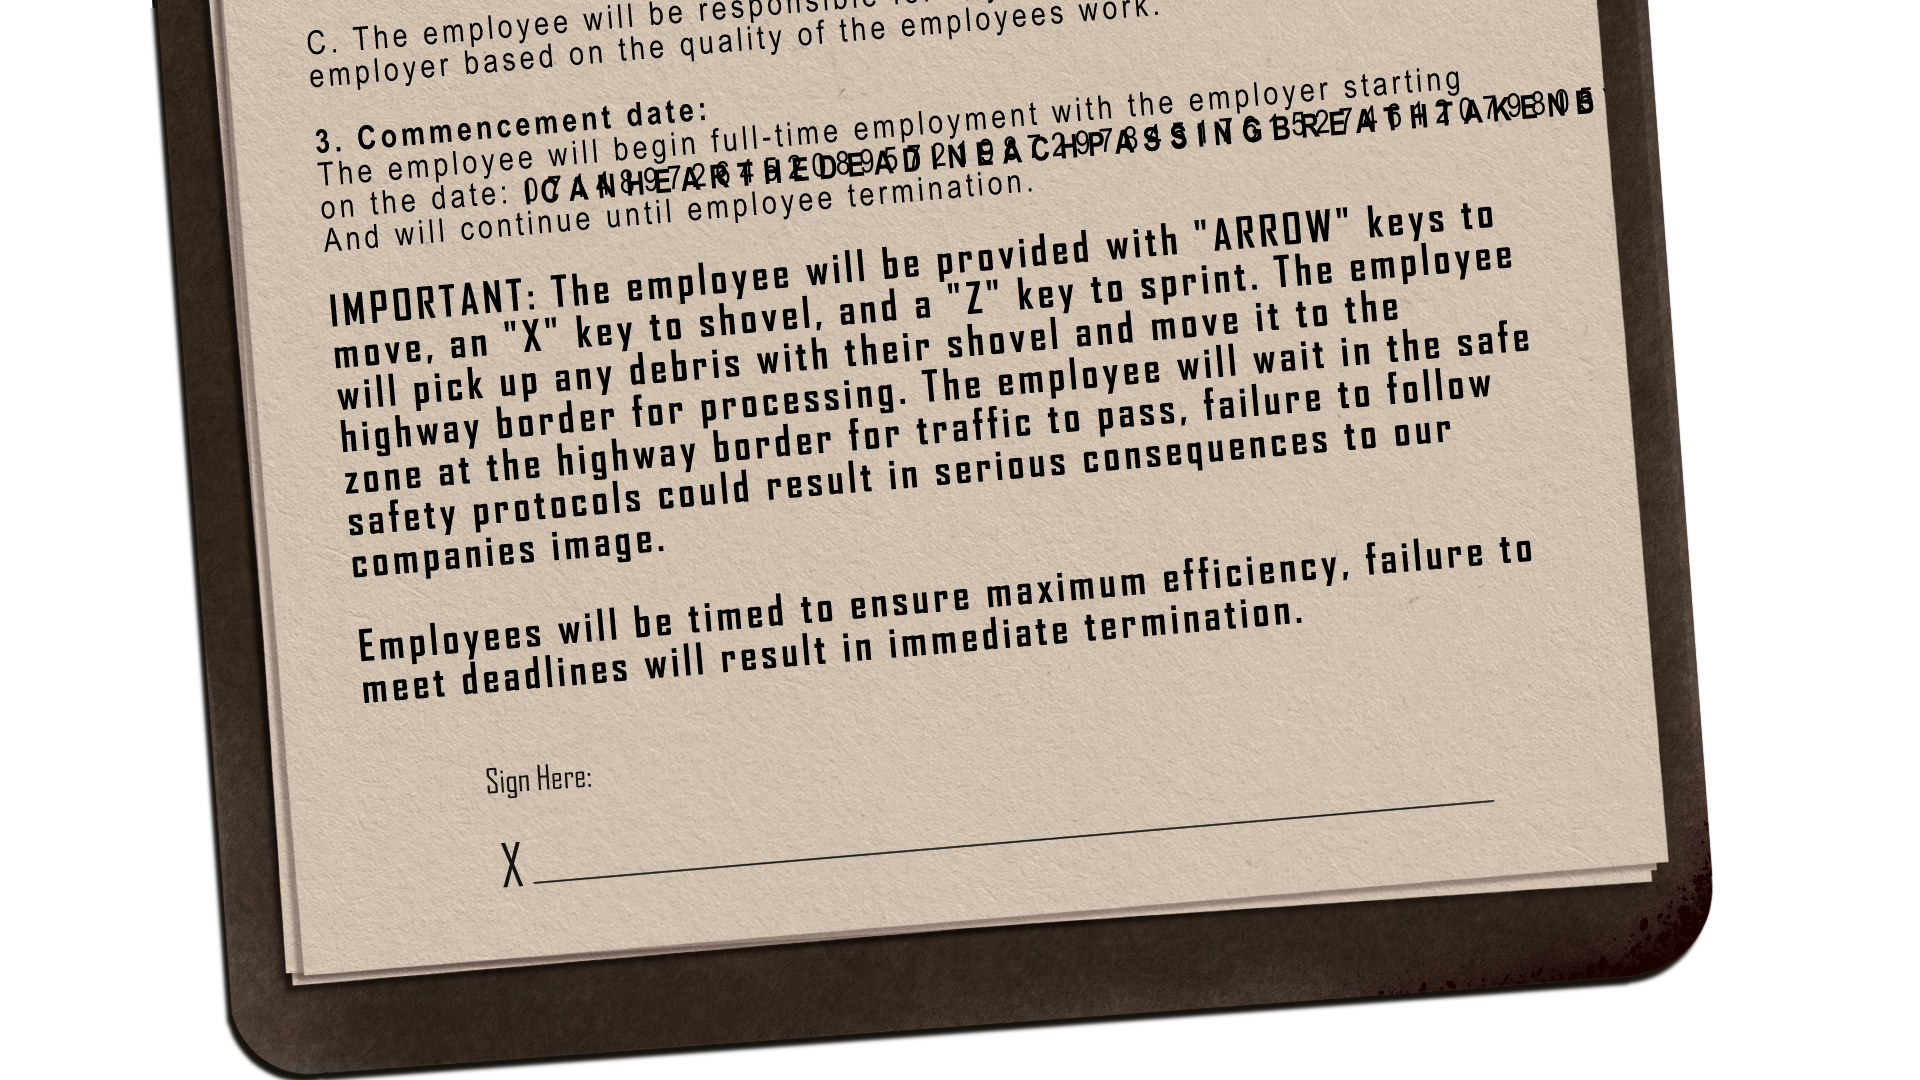 C. The employee will be responsible
employer based on the quality of the employees work.
3. Commencement date:
The employee will begin full-time employment with the employer starting
on the date: ICANHEARTHEDEADINEACHPASSINGBREATHTAKEN
And will continue until employee termination.
IMPORTANT: The employee will be provided with "ARROW" keys to
move, an "X" key to shovel, and a "Z" key to sprint. The employee
will pick up any debris with their shovel and move it to the
highway border for processing. The employee will wait in the safe
zone at the highway border for traffic to pass, failure to follow
safety protocols could result in serious consequences to our
companies image.
Employees will be timed to ensure maximum efficiency, failure to
meet deadlines will result in immediate termination.
Sign Here:
X